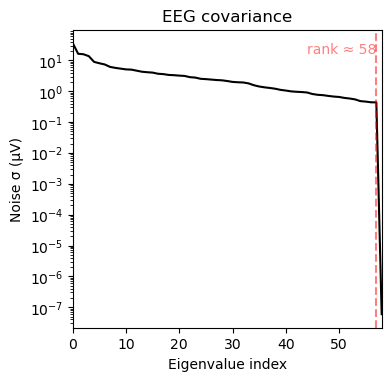 EEG covariance
rank ≈ 58
Noise σ (μV)
10¹
10⁰
10⁻¹
10⁻²
10⁻³
10⁻⁴
10⁻⁵
10⁻⁶
10⁻⁷
0 10 20 30 40 50
Eigenvalue index